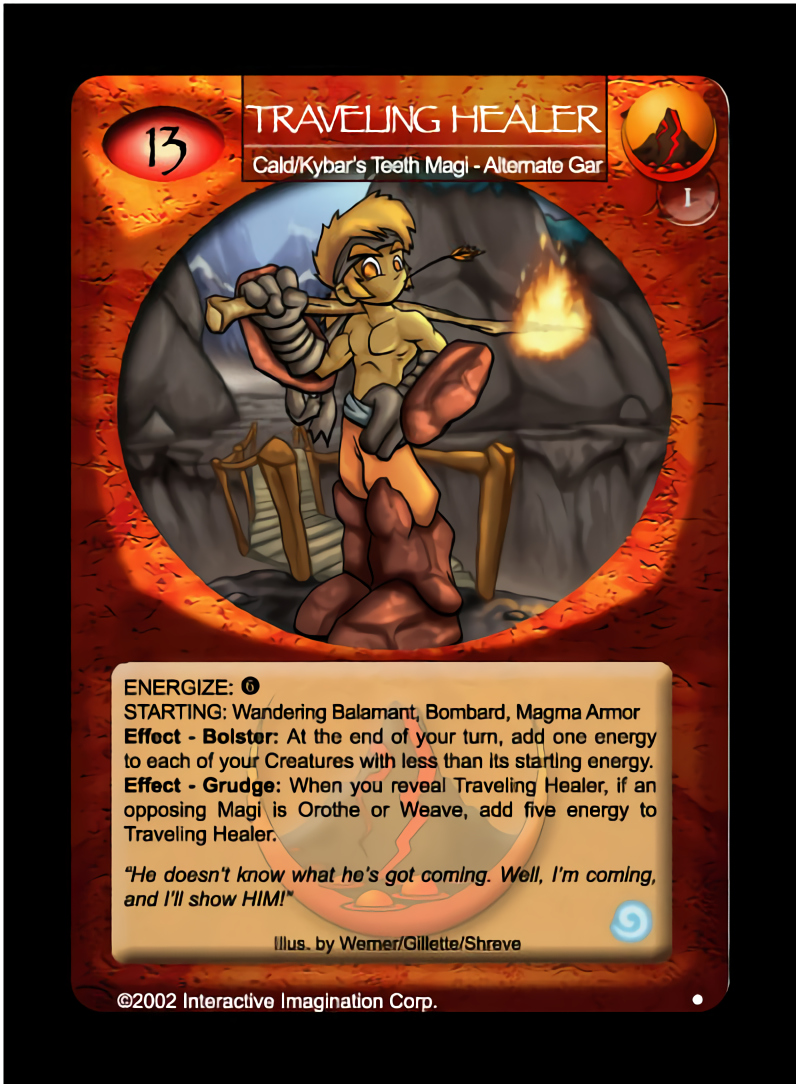 13
TRAVELING HEALER
Cald/Kybar's Teeth Magi - Alternate Gar
I
ENERGIZE: 6
STARTING: Wandering Balamant, Bombard, Magma Armor
Effect - Bolster: At the end of your turn, add one energy
to each of your Creatures with less than its starting energy.
Effect - Grudge: When you reveal Traveling Healer, if an
opposing Magi is Orothe or Weave, add five energy to
Traveling Healer.
"He doesn't know what he's got coming. Well, I'm coming,
and I'll show HIM!"
Illus. by Werner/Gillette/Shreve
©2002 Interactive Imagination Corp.